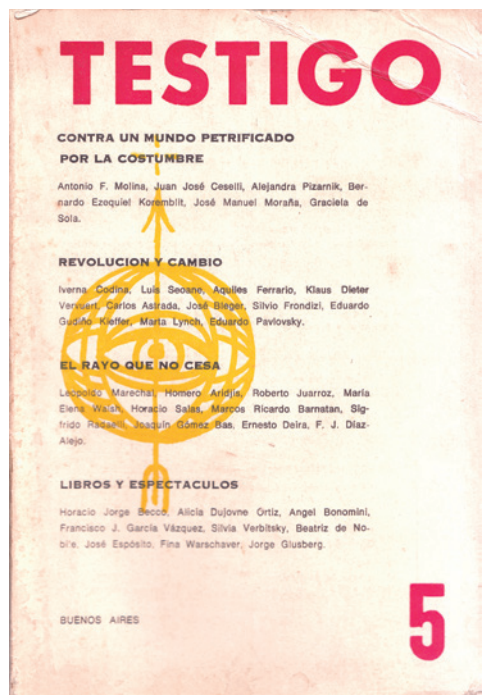 TESTIGO
CONTRA UN MUNDO PETRIFICADO
POR LA COSTUMBRE
Antonio F. Molina, Juan José Ceselli, Alejandra Pizarnik, Ber-
nardo Ezequiel Koremblit, José Manuel Moraña, Graciela de
Sola.
REVOLUCION Y CAMBIO
Iverna Codina, Luis Seoane, Aquiles Ferrario, Klaus Dieter
Vervuert, Carlos Astrada, José Bleger, Silvio Frondizi, Eduardo
Gudiño Kieffer, Marta Lynch, Eduardo Pavlovsky.
EL RAYO QUE NO CESA
Leopoldo Marechal, Homero Aridjis, Roberto Juarroz, María
Elena Walsh, Horacio Salas, Marcos Ricardo Barnatan, Sig-
frido Radaelli, Joaquín Gómez Bas, Ernesto Deira, F. J. Díaz-
Alejo.
LIBROS Y ESPECTACULOS
Horacio Jorge Becco, Alicia Dujovne Ortiz, Angel Bonomini,
Francisco J. García Vázquez, Silvia Verbitsky, Beatriz de No-
bi'e, José Espósito, Fina Warschaver, Jorge Glusberg.
BUENOS AIRES
5